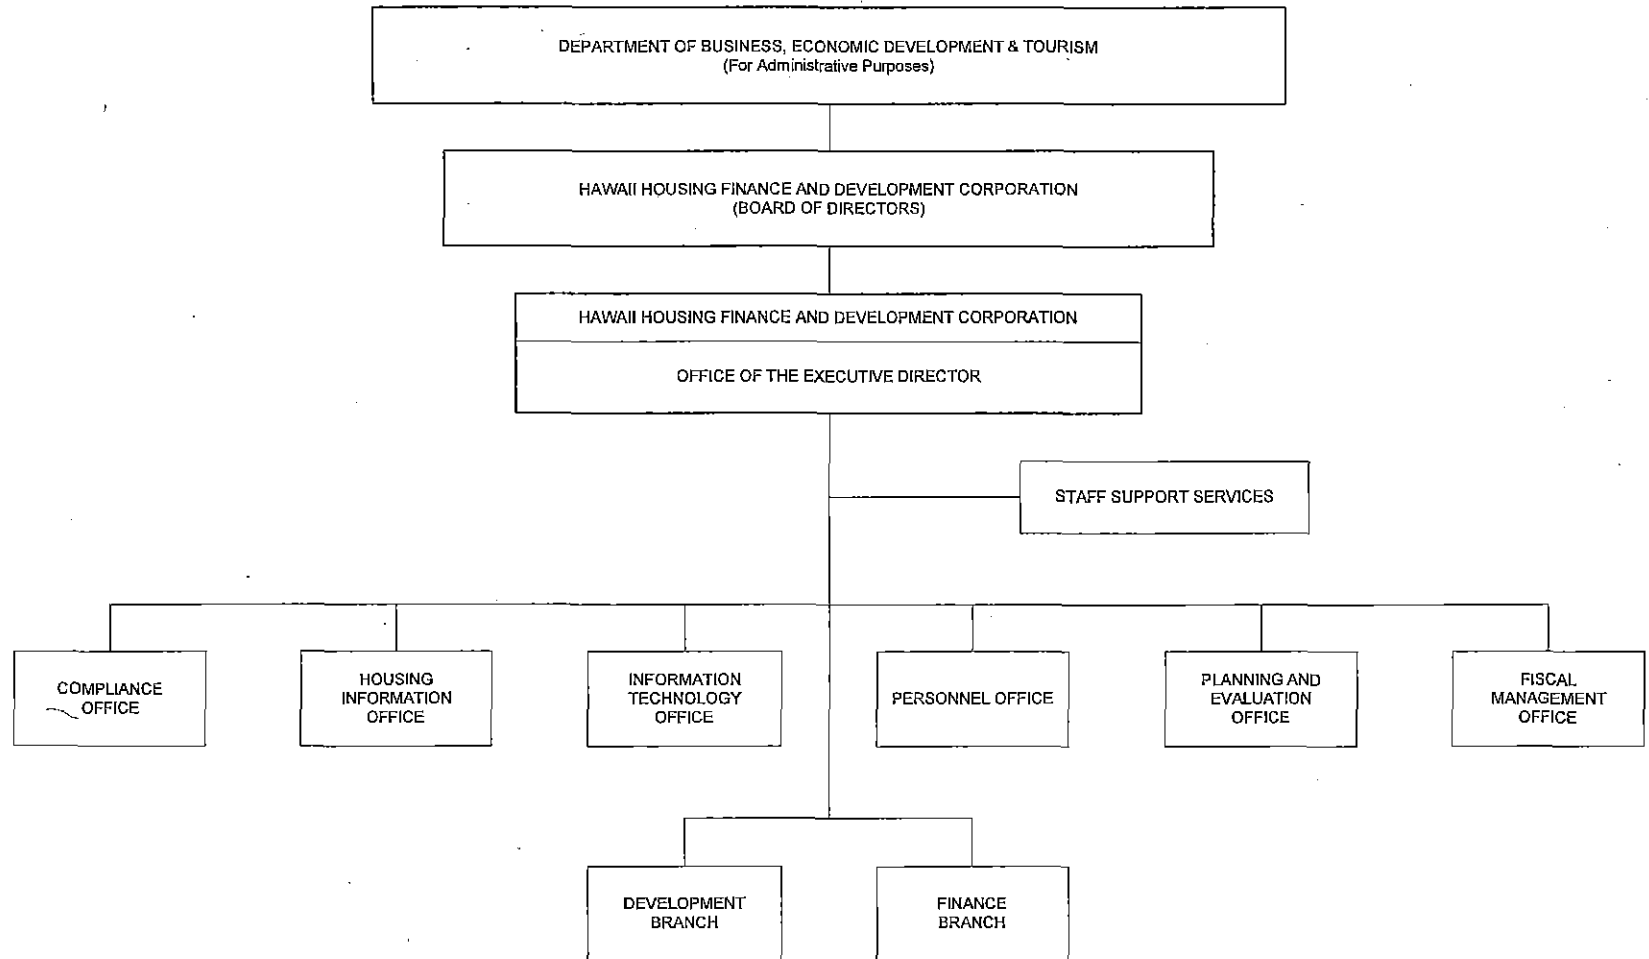 DEPARTMENT OF BUSINESS, ECONOMIC DEVELOPMENT & TOURISM
(For Administrative Purposes)
HAWAII HOUSING FINANCE AND DEVELOPMENT CORPORATION
(BOARD OF DIRECTORS)
HAWAII HOUSING FINANCE AND DEVELOPMENT CORPORATION
OFFICE OF THE EXECUTIVE DIRECTOR
STAFF SUPPORT SERVICES
COMPLIANCE
OFFICE
HOUSING
INFORMATION
OFFICE
INFORMATION
TECHNOLOGY
OFFICE
PERSONNEL OFFICE
PLANNING AND
EVALUATION
OFFICE
FISCAL
MANAGEMENT
OFFICE
DEVELOPMENT
BRANCH
FINANCE
BRANCH